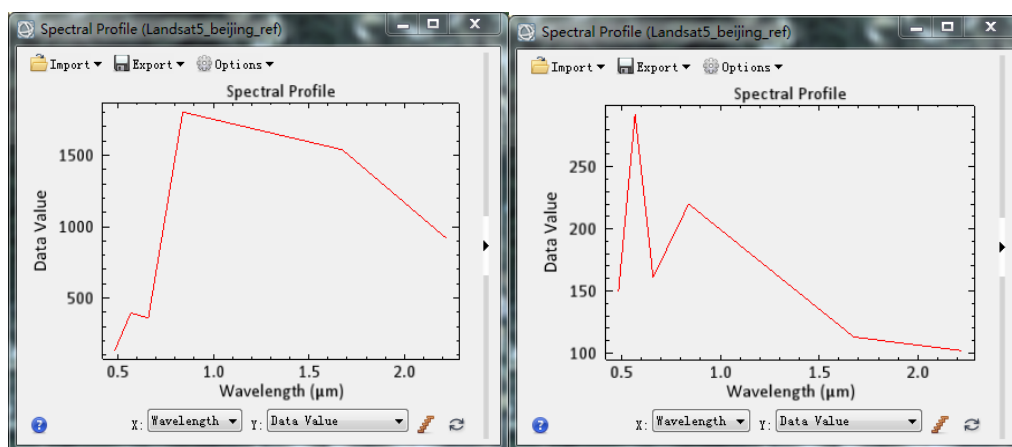 Spectral Profile (Landsat5_beijing_ref)
Import Export Options
Spectral Profile
1500
1000
500
Data Value
0.5 1.0 1.5 2.0
Wavelength (μm)
X: Wavelength Y: Data Value
Spectral Profile (Landsat5_beijing_ref)
Import Export Options
Spectral Profile
250
200
150
100
Data Value
0.5 1.0 1.5 2.0
Wavelength (μm)
X: Wavelength Y: Data Value